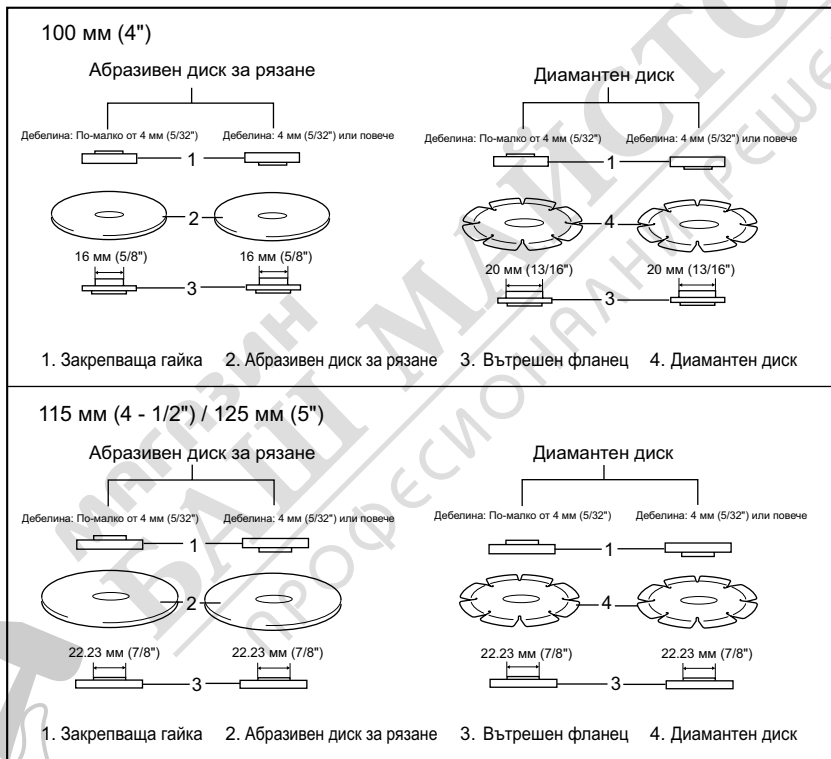 100 мм (4")
Абразивен диск за рязане
Диамантен диск
Дебелина: По-малко от 4 мм (5/32")
Дебелина: 4 мм (5/32") или повече
Дебелина: По-малко от 4 мм (5/32")
Дебелина: 4 мм (5/32") или повече
1
1
2
4
16 мм (5/8")
16 мм (5/8")
20 мм (13/16")
20 мм (13/16")
3
3
1. Закрепваща гайка 2. Абразивен диск за рязане 3. Вътрешен фланец 4. Диамантен диск
115 мм (4 - 1/2") / 125 мм (5")
Абразивен диск за рязане
Диамантен диск
Дебелина: По-малко от 4 мм (5/32")
Дебелина: 4 мм (5/32") или повече
Дебелина: По-малко от 4 мм (5/32")
Дебелина: 4 мм (5/32") или повече
1
1
2
4
22.23 мм (7/8")
22.23 мм (7/8")
22.23 мм (7/8")
22.23 мм (7/8")
3
3
1. Закрепваща гайка 2. Абразивен диск за рязане 3. Вътрешен фланец 4. Диамантен диск
МАГАЗИН
БАШ МАЙСТО
ПРОФЕСИОНАЛНИ РЕШЕ